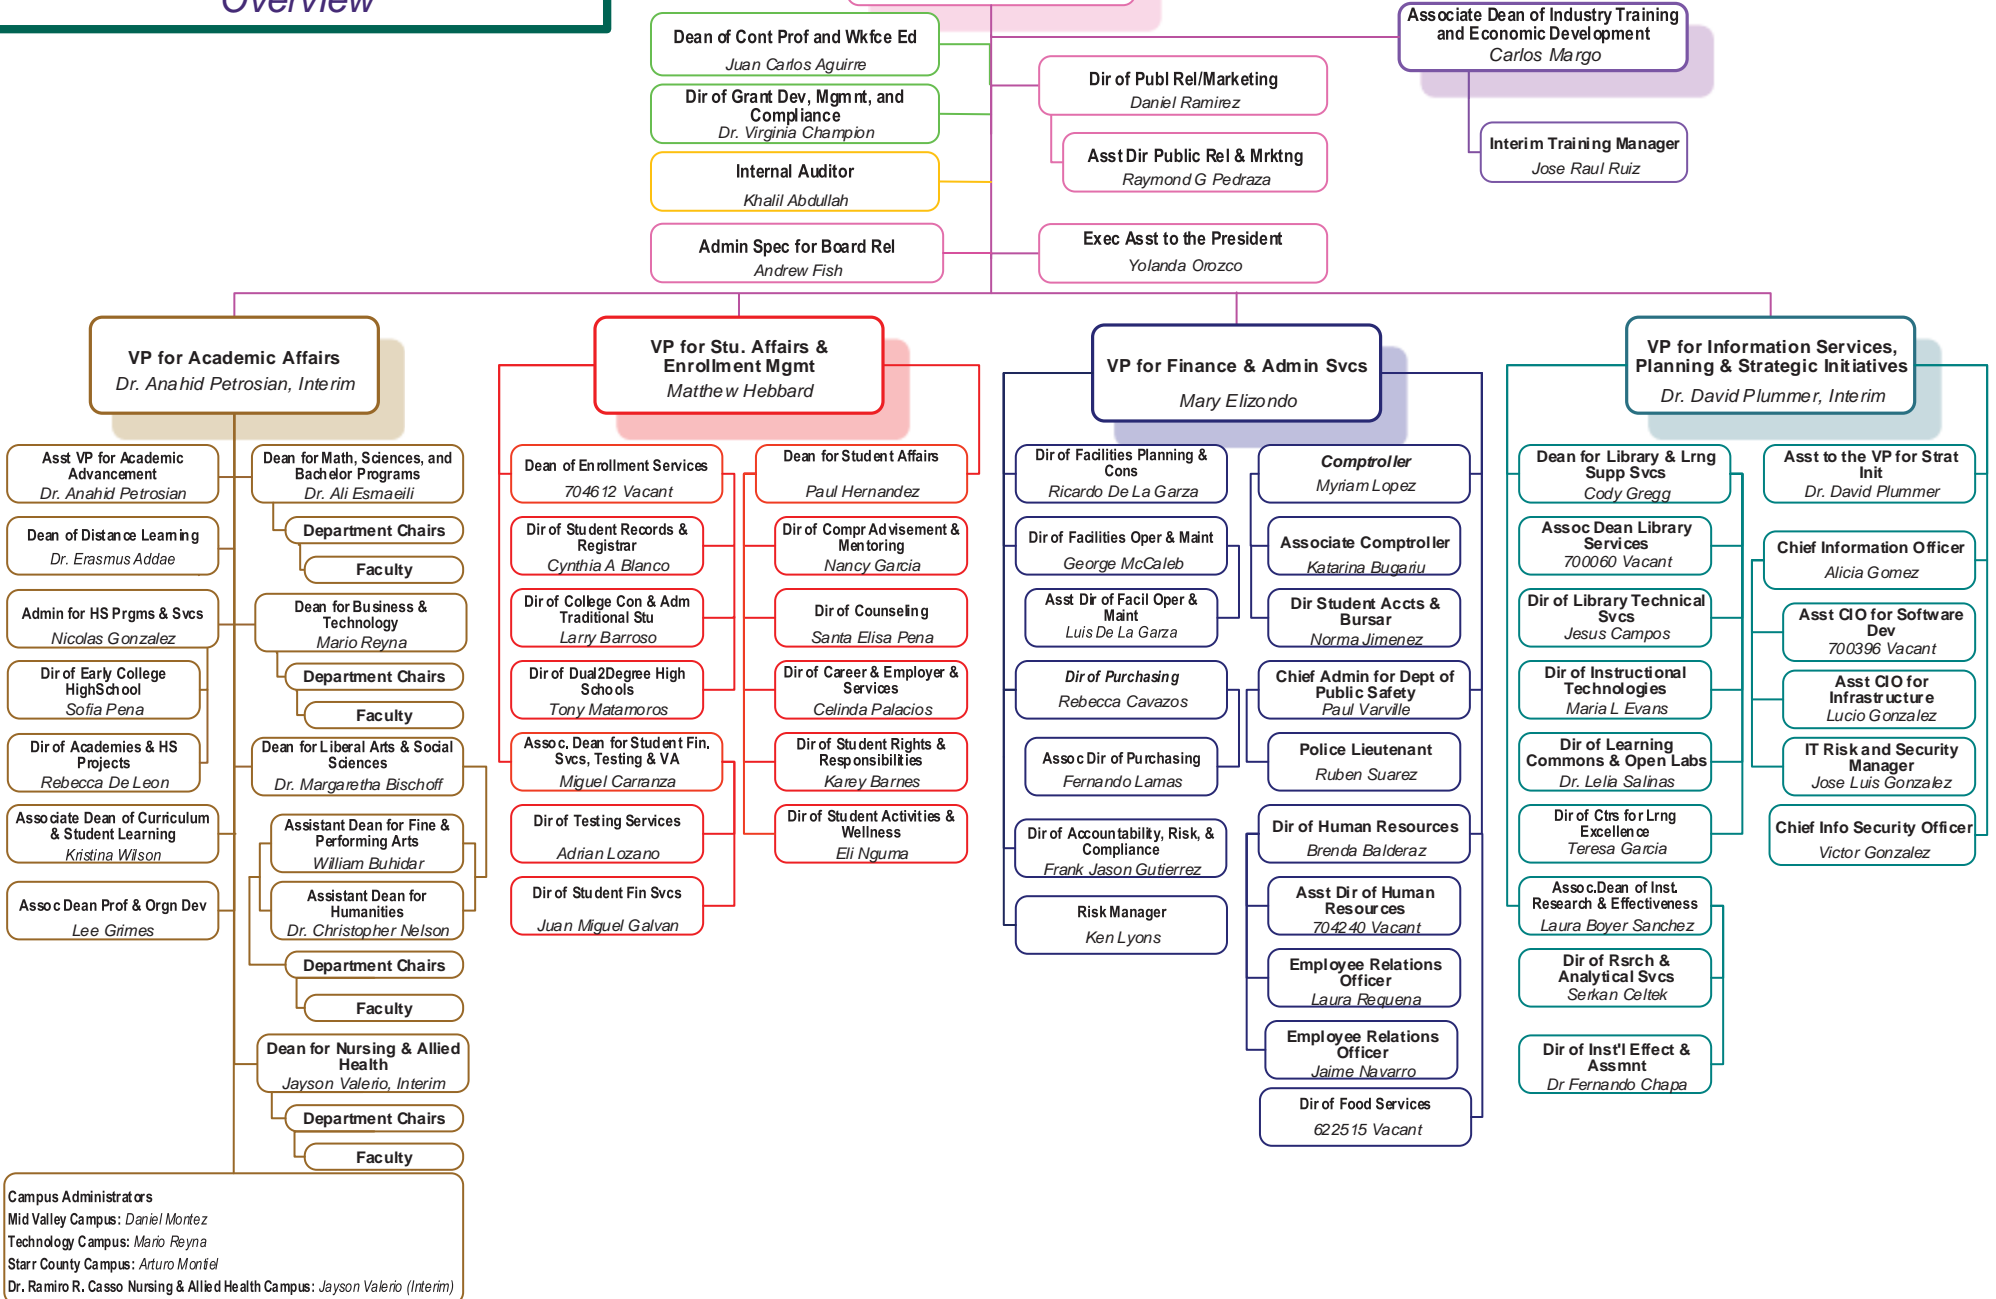 Overview
Dean of Cont Prof and Wkfce Ed
Juan Carlos Aguirre
Dir of Grant Dev, Mgmnt, and
Compliance
Dr. Virginia Champion
Internal Auditor
Khalil Abdullah
Admin Spec for Board Rel
Andrew Fish
Dir of Publ Rel/Marketing
Daniel Ramirez
Asst Dir Public Rel & Mrktng
Raymond G Pedraza
Exec Asst to the President
Yolanda Orozco
Associate Dean of Industry Training
and Economic Development
Carlos Margo
Interim Training Manager
Jose Raul Ruiz
VP for Academic Affairs
Dr. Anahid Petrosian, Interim
Asst VP for Academic
Advancement
Dr. Anahid Petrosian
Dean of Distance Learning
Dr. Erasmus Addae
Admin for HS Prgms & Svcs
Nicolas Gonzalez
Dir of Early College
HighSchool
Sofia Pena
Dir of Academies & HS
Projects
Rebecca De Leon
Associate Dean of Curriculum
& Student Learning
Kristina Wilson
Assoc Dean Prof & Orgn Dev
Lee Grimes
Dean for Math, Sciences, and
Bachelor Programs
Dr. Ali Esmaeili
Department Chairs
Faculty
Dean for Business &
Technology
Mario Reyna
Department Chairs
Faculty
Dean for Liberal Arts & Social
Sciences
Dr. Margaretha Bischoff
Assistant Dean for Fine &
Performing Arts
William Buhidar
Assistant Dean for
Humanities
Dr. Christopher Nelson
Department Chairs
Faculty
Dean for Nursing & Allied
Health
Jayson Valerio, Interim
Department Chairs
Faculty
Campus Administrators
Mid Valley Campus: Daniel Montez
Technology Campus: Mario Reyna
Starr County Campus: Arturo Montiel
Dr. Ramiro R. Casso Nursing & Allied Health Campus: Jayson Valerio (Interim)
VP for Stu. Affairs &
Enrollment Mgmt
Matthew Hebbard
Dean of Enrollment Services
704612 Vacant
Dir of Student Records &
Registrar
Cynthia A Blanco
Dir of College Con & Adm
Traditional Stu
Larry Barroso
Dir of Dual2Degree High
Schools
Tony Matamoros
Assoc. Dean for Student Fin.
Svcs, Testing & VA
Miguel Carranza
Dir of Testing Services
Adrian Lozano
Dir of Student Fin Svcs
Juan Miguel Galvan
Dean for Student Affairs
Paul Hernandez
Dir of Compr Advisement &
Mentoring
Nancy Garcia
Dir of Counseling
Santa Elisa Pena
Dir of Career & Employer &
Services
Celinda Palacios
Dir of Student Rights &
Responsibilities
Karey Barnes
Dir of Student Activities &
Wellness
Eli Nguma
VP for Finance & Admin Svcs
Mary Elizondo
Dir of Facilities Planning &
Cons
Ricardo De La Garza
Dir of Facilities Oper & Maint
George McCaleb
Asst Dir of Facil Oper &
Maint
Luis De La Garza
Dir of Purchasing
Rebecca Cavazos
Assoc Dir of Purchasing
Fernando Lamas
Dir of Accountability, Risk, &
Compliance
Frank Jason Gutierrez
Risk Manager
Ken Lyons
Comptroller
Myriam Lopez
Associate Comptroller
Katarina Bugariu
Dir Student Accts &
Bursar
Norma Jimenez
Chief Admin for Dept of
Public Safety
Paul Varville
Police Lieutenant
Ruben Suarez
Dir of Human Resources
Brenda Balderaz
Asst Dir of Human
Resources
704240 Vacant
Employee Relations
Officer
Laura Requena
Employee Relations
Officer
Jaime Navarro
Dir of Food Services
622515 Vacant
VP for Information Services,
Planning & Strategic Initiatives
Dr. David Plummer, Interim
Dean for Library & Lrng
Supp Svcs
Cody Gregg
Assoc Dean Library
Services
700060 Vacant
Dir of Library Technical
Svcs
Jesus Campos
Dir of Instructional
Technologies
Maria L Evans
Dir of Learning
Commons & Open Labs
Dr. Lelia Salinas
Dir of Ctrs for Lrng
Excellence
Teresa Garcia
Assoc.Dean of Inst.
Research & Effectiveness
Laura Boyer Sanchez
Dir of Rsrch &
Analytical Svcs
Serkan Celtek
Dir of Inst'l Effect &
Assmnt
Dr Fernando Chapa
Asst to the VP for Strat
Init
Dr. David Plummer
Chief Information Officer
Alicia Gomez
Asst CIO for Software
Dev
700396 Vacant
Asst CIO for
Infrastructure
Lucio Gonzalez
IT Risk and Security
Manager
Jose Luis Gonzalez
Chief Info Security Officer
Victor Gonzalez